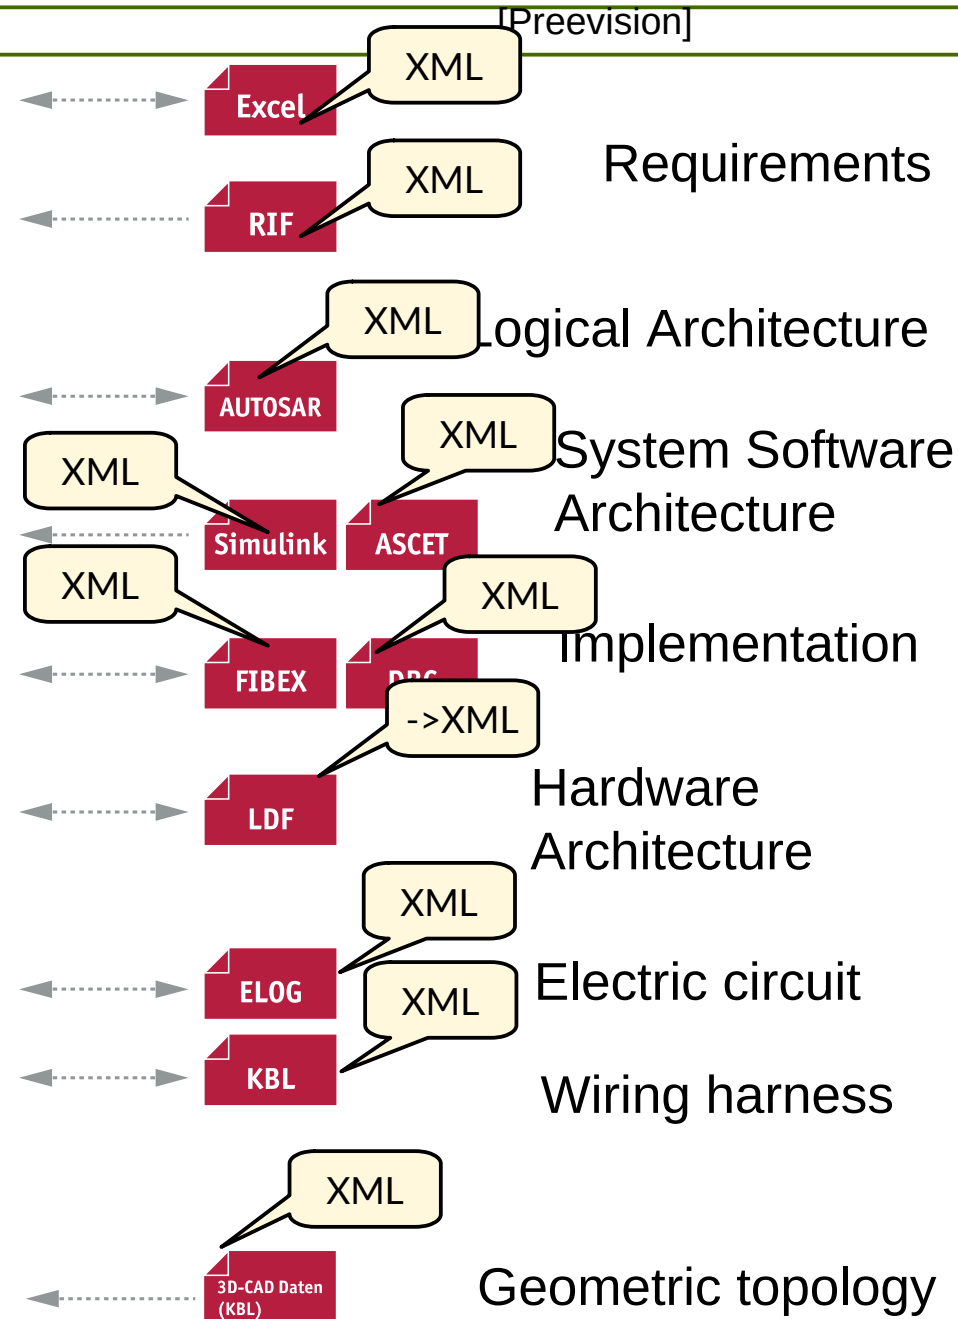 [Preevision]
XML
Excel
Requirements
XML
RIF
XML
Logical Architecture
AUTOSAR
XML
System Software
Architecture
XML
Simulink
ASCET
XML
XML
Implementation
FIBEX
DBC
->XML
LDF
Hardware
Architecture
XML
ELOG
Electric circuit
XML
KBL
Wiring harness
XML
3D-CAD Daten
(KBL)
Geometric topology